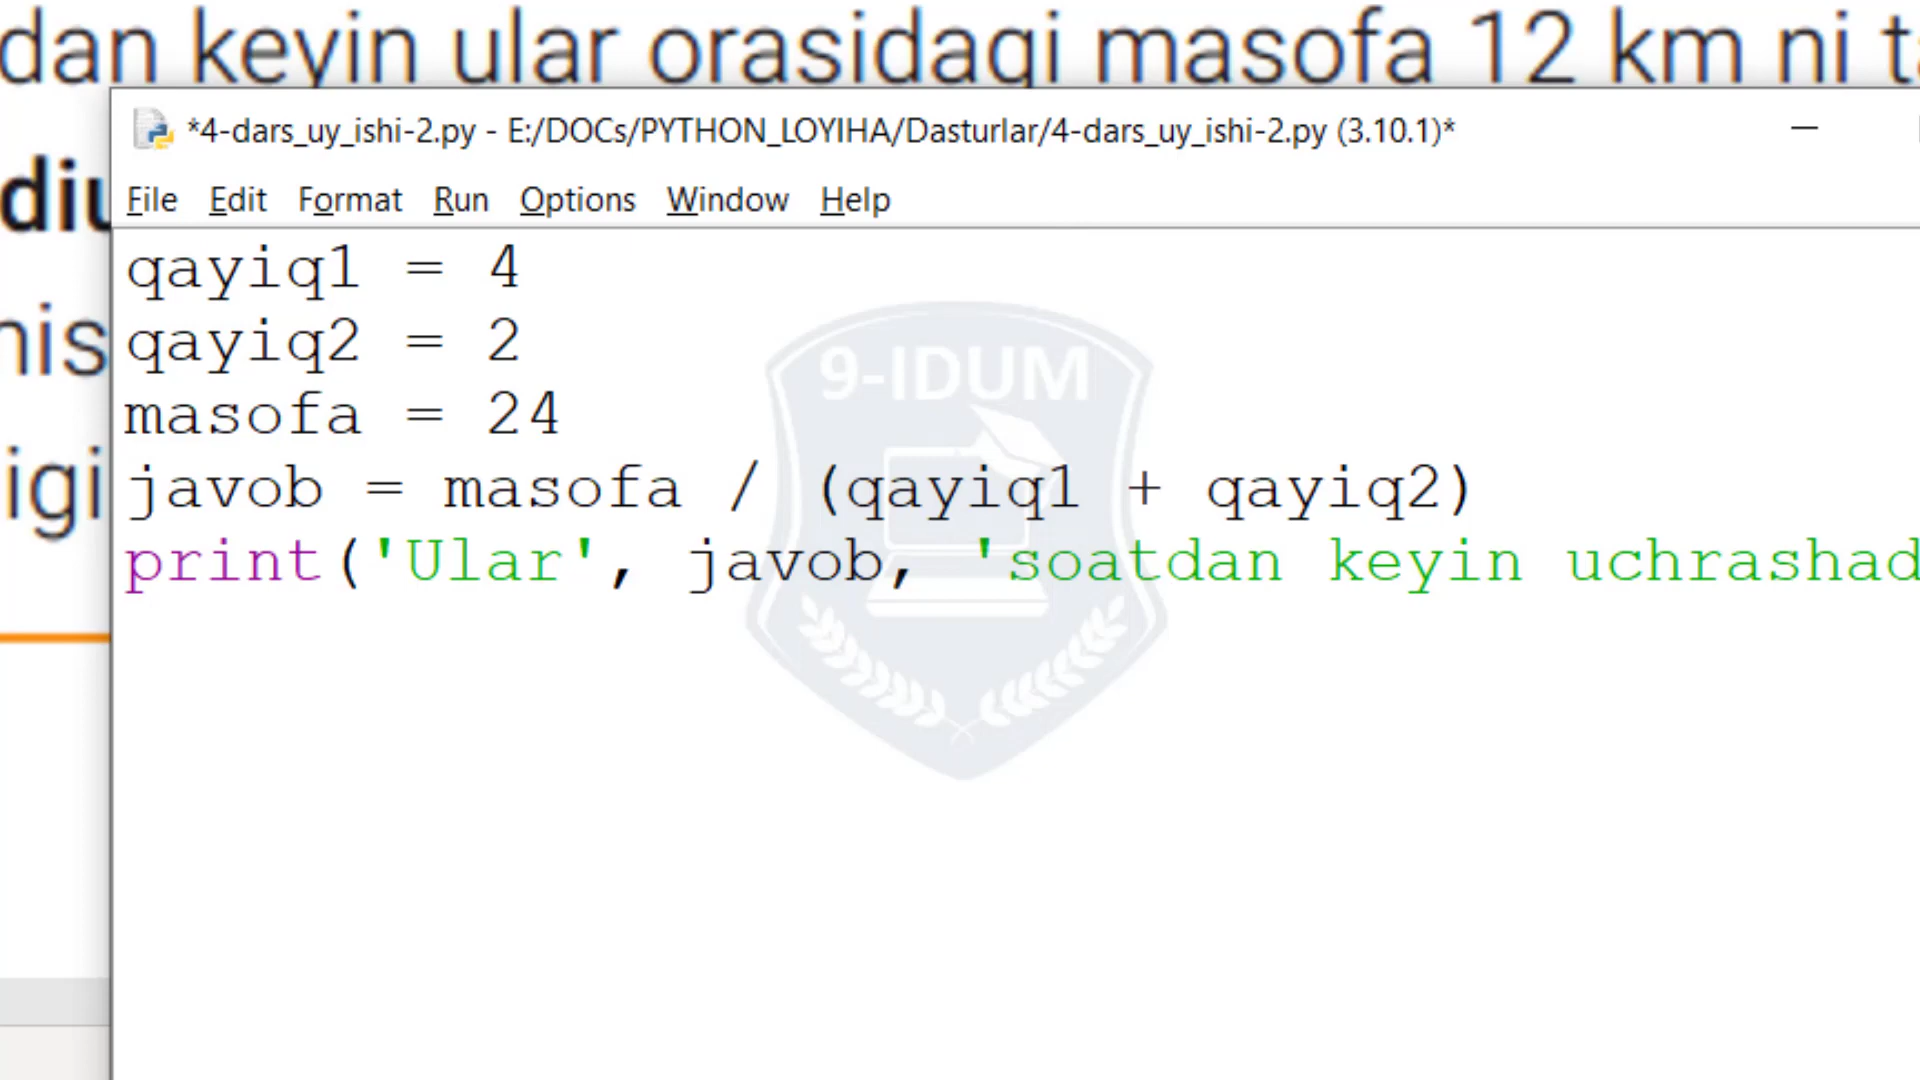 dan keyin ular orasidagi masofa 12 km ni
*4-dars_uy_ishi-2.py - E:/DOCs/PYTHON_LOYIHA/Dasturlar/4-dars_uy_ishi-2.py (3.10.1)*
File Edit Format Run Options Window Help
qayiq1 = 4
qayiq2 = 2
masofa = 24
javob = masofa / (qayiq1 + qayiq2)
print('Ular', javob, 'soatdan keyin uchrashad
9-IDUM